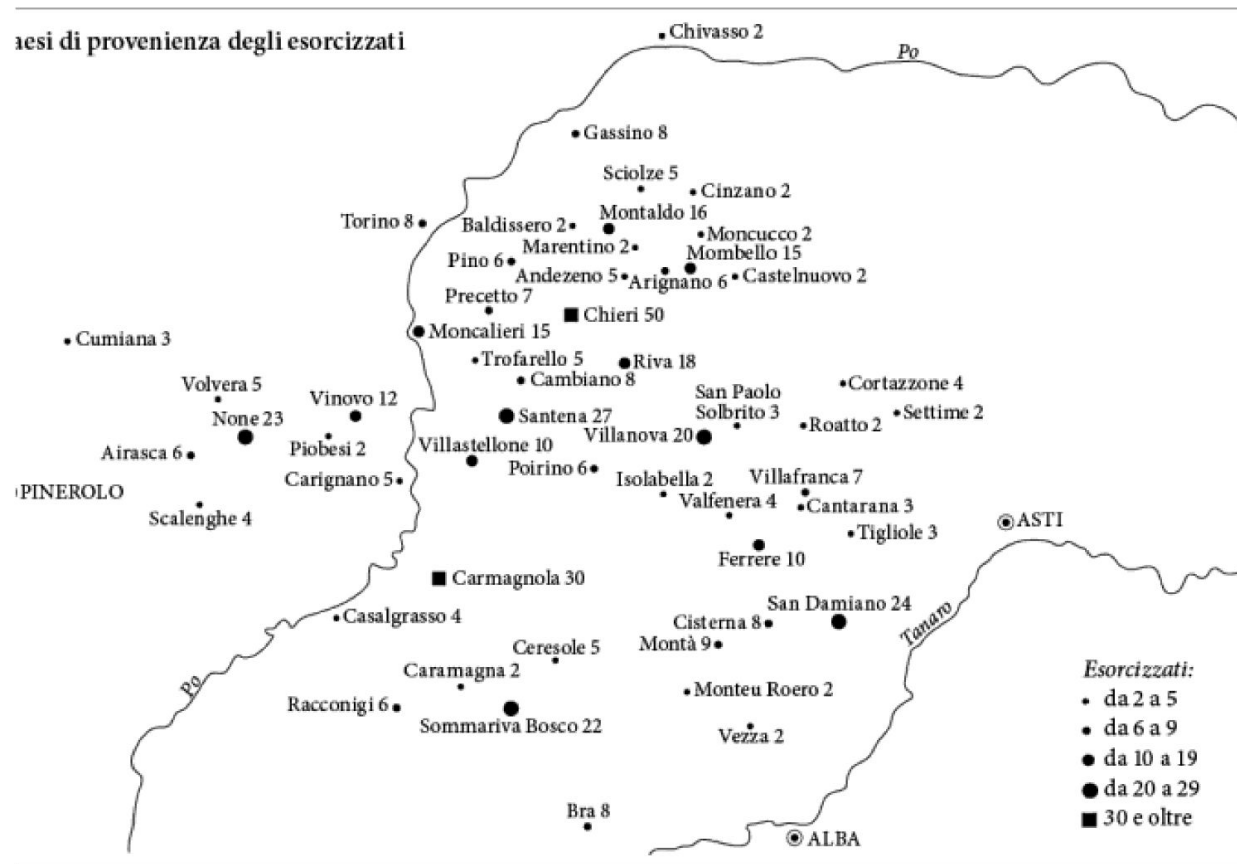 aesi di provenienza degli esorcizzati
Chivasso 2
Po
Gassino 8
Sciolze 5
Cinzano 2
Torino 8
Baldissero 2
Montaldo 16
Moncucco 2
Marentino 2
Mombello 15
Pino 6
Andezeno 5
Arignano 6
Castelnuovo 2
Precetto 7
Chieri 50
Moncalieri 15
Cumiana 3
Trofarello 5
Riva 18
Cambiano 8
San Paolo
Solbrito 3
Cortazzone 4
Volvera 5
Vinovo 12
None 23
Santena 27
Settime 2
Roatto 2
Villanova 20
Piobesi 2
Villastellone 10
Airasca 6
Poirino 6
Carignano 5
Isolabella 2
Villafranca 7
PINEROLO
Valfenera 4
Cantarana 3
Scalenghe 4
Tigliole 3
ASTI
Ferrere 10
Carmagnola 30
Casalgrasso 4
Cisterna 8
San Damiano 24
Tanaro
Montà 9
Ceresole 5
Caramagna 2
Po
Racconigi 6
Monteu Roero 2
Sommariva Bosco 22
Vezza 2
Bra 8
ALBA
Esorcizzati:
da 2 a 5
da 6 a 9
da 10 a 19
da 20 a 29
30 e oltre